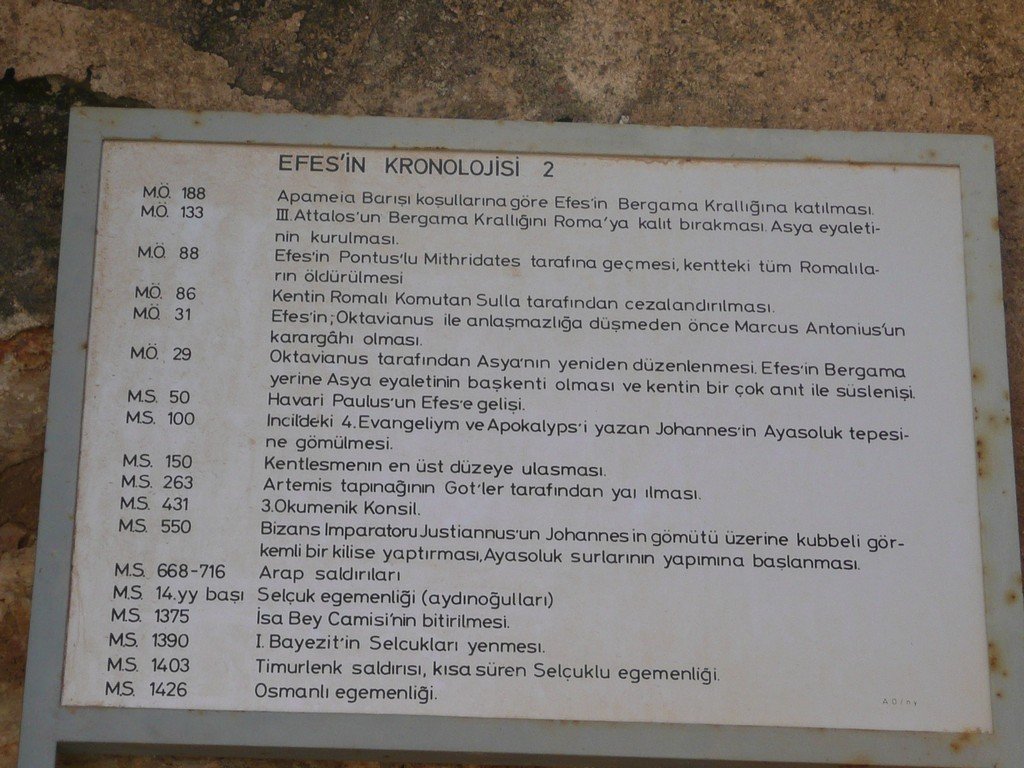 EFES'İN KRONOLOJİSİ 2
M.Ö. 188 Apameia Barışı koşullarına göre Efes'in Bergama Krallığına katılması.
M.Ö. 133 III. Attalos'un Bergama Krallığını Roma'ya kalıt bırakması. Asya eyaleti-
nin kurulması.
M.Ö. 88 Efes'in Pontus'lu Mithridates tarafına geçmesi, kentteki tüm Romalıla-
rın öldürülmesi
M.Ö. 86 Kentin Romalı Komutan Sulla tarafından cezalandırılması.
M.Ö. 31 Efes'in; Oktavianus ile anlaşmazlığa düşmeden önce Marcus Antonius'un
karargâhı olması.
M.Ö. 29 Oktavianus tarafından Asya'nın yeniden düzenlenmesi. Efes'in Bergama
yerine Asya eyaletinin başkenti olması ve kentin bir çok anıt ile süslenişi.
M.S. 50 Havari Paulus'un Efes'e gelişi.
M.S. 100 Incil'deki 4. Evangeliym ve Apokalyps'i yazan Johannes'in Ayasoluk tepesi-
ne gömülmesi.
M.S. 150 Kentlesmenin en üst düzeye ulasması.
M.S. 263 Artemis tapınağının Got'ler tarafından yaı ılması.
M.S. 431 3.Okumenik Konsil.
M.S. 550 Bizans Imparatoru Justiannus'un Johannes in gömütü üzerine kubbeli gör-
kemli bir kilise yaptırması, Ayasoluk surlarının yapımına başlanması.
M.S. 668-716 Arap saldırıları
M.S. 14.yy başı Selçuk egemenliği (aydınoğulları)
M.S. 1375 İsa Bey Camisi'nin bitirilmesi.
M.S. 1390 I. Bayezit'in Selcukları yenmesi.
M.S. 1403 Timurlenk saldırısı, kısa süren Selçuklu egemenliği.
M.S. 1426 Osmanlı egemenliği.